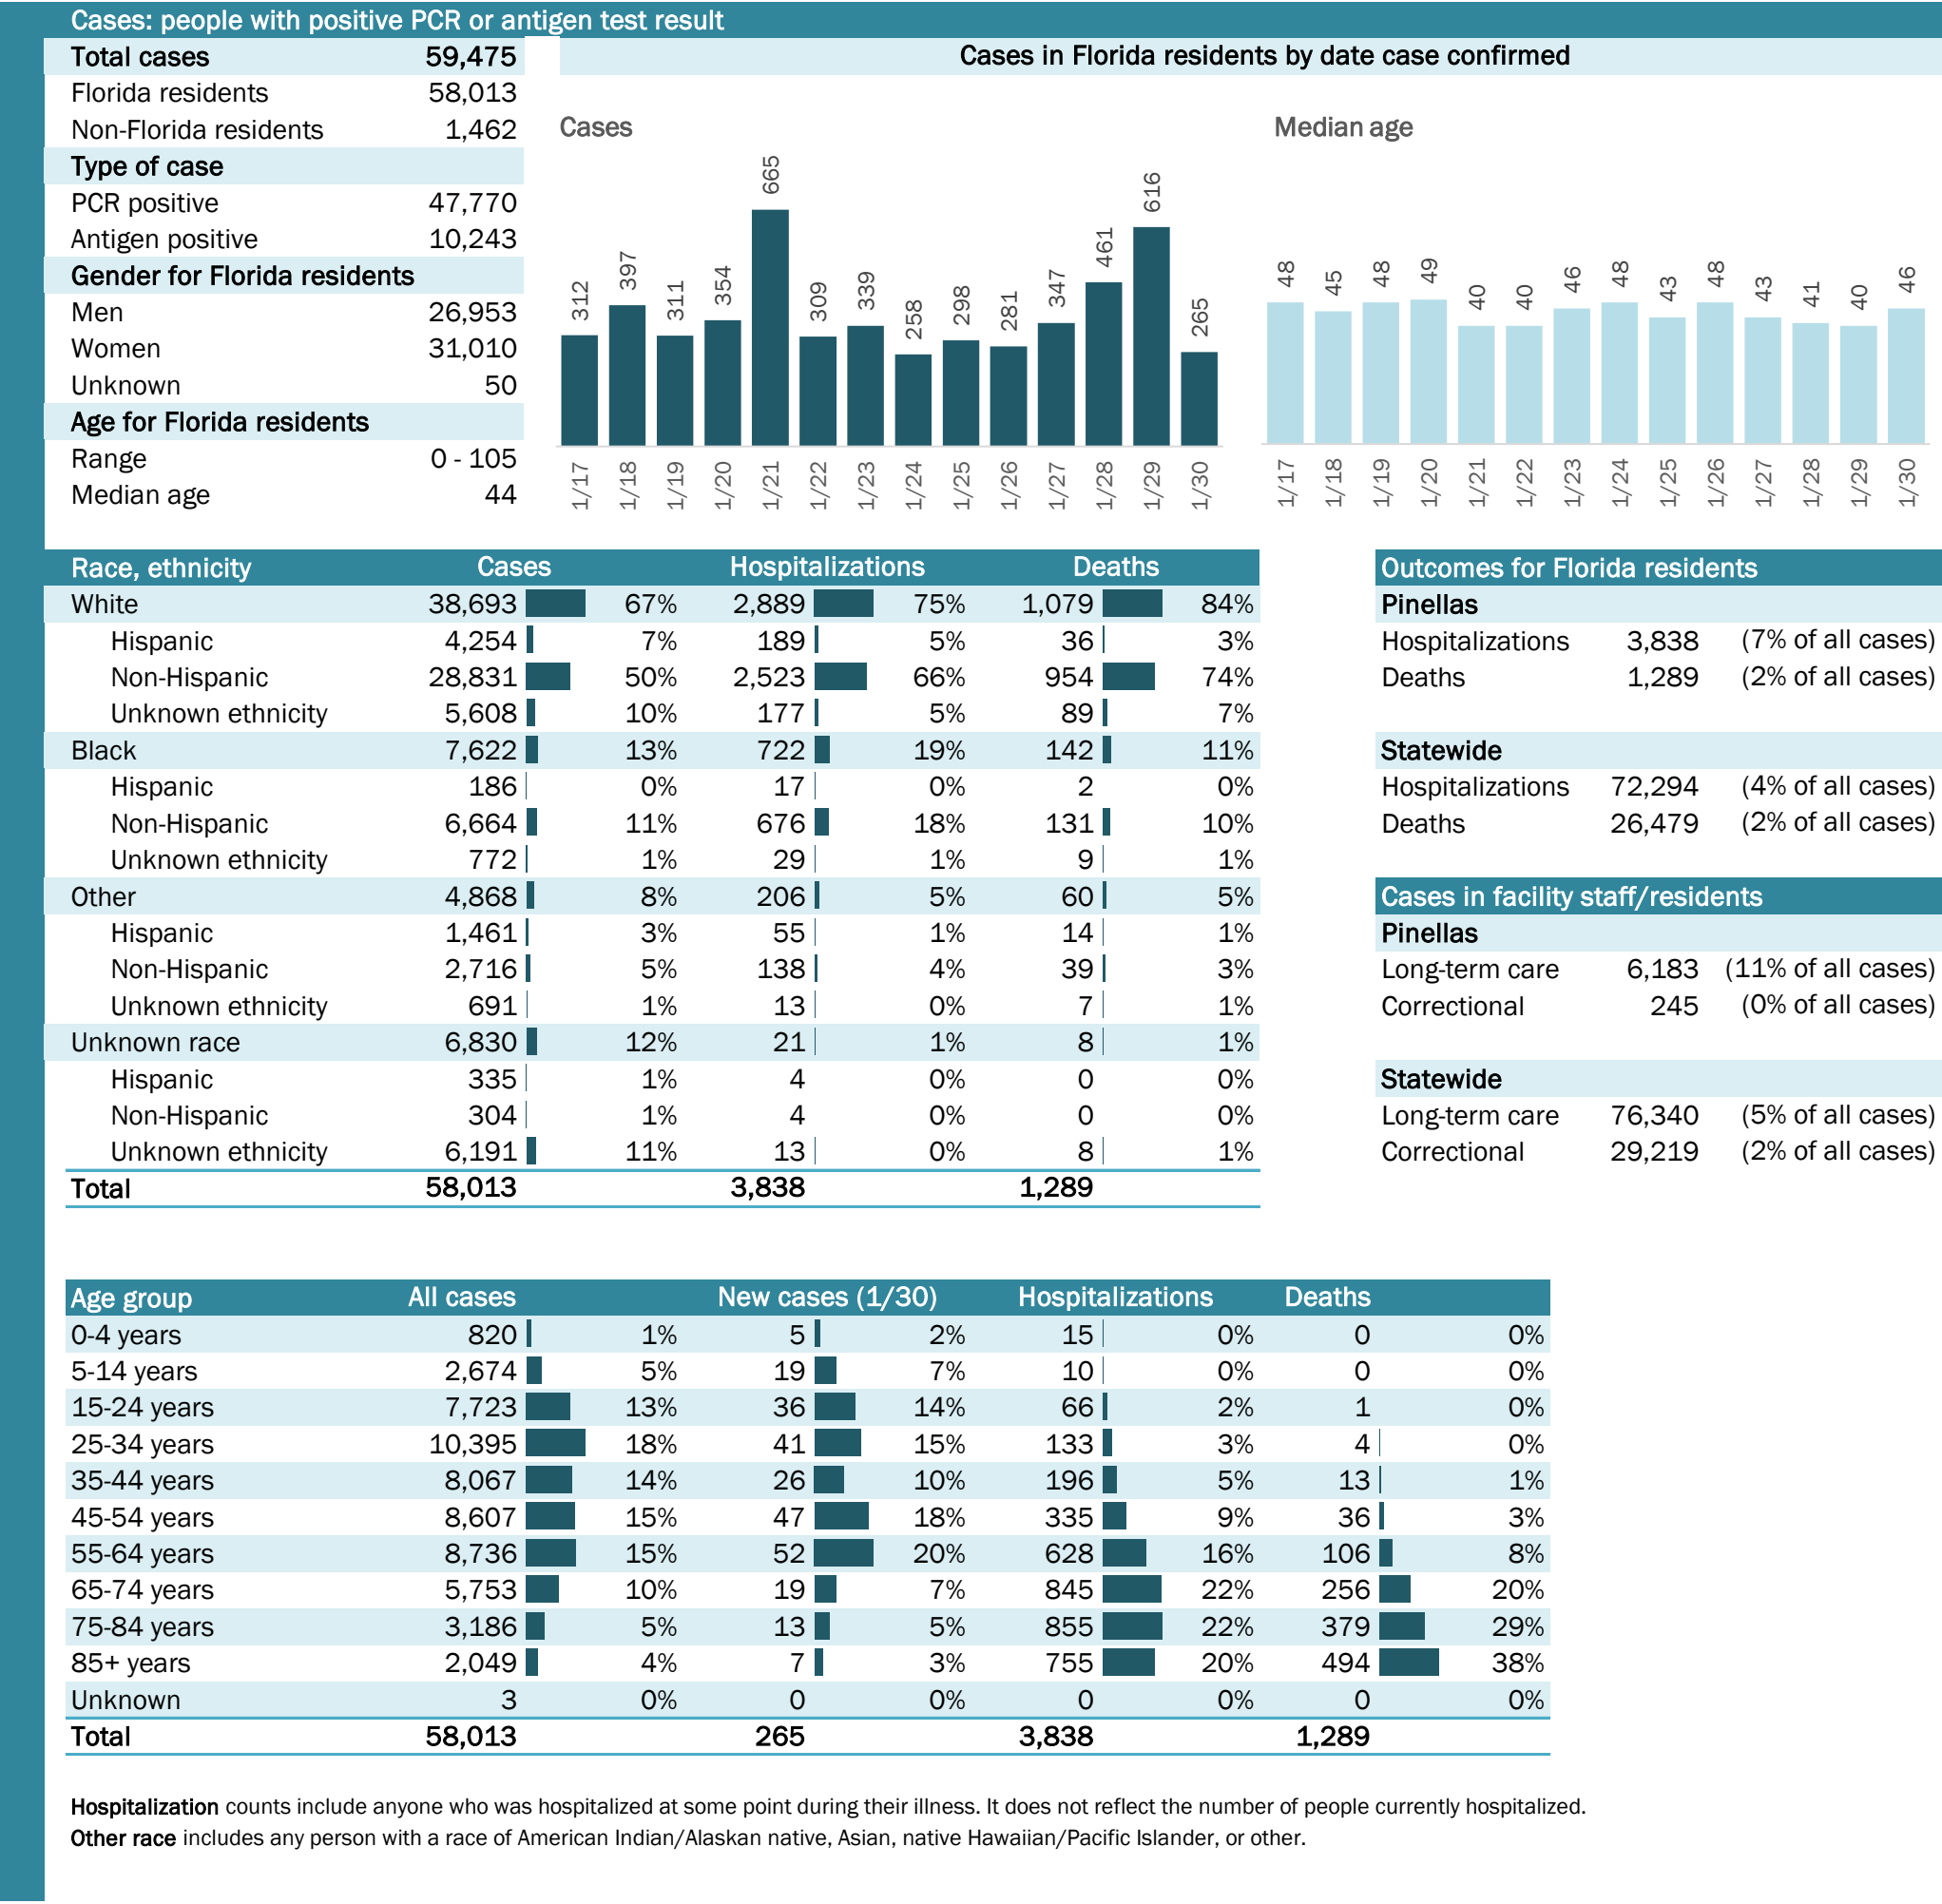 Cases: people with positive PCR or antigen test result
Total cases 59,475
Florida residents 58,013
Non-Florida residents 1,462
Type of case
PCR positive 47,770
Antigen positive 10,243
Gender for Florida residents
Men 26,953
Women 31,010
Unknown 50
Age for Florida residents
Range 0 - 105
Median age 44
Cases in Florida residents by date case confirmed
Cases
312 397 311 354 665 309 339 258 298 281 347 461 616 265
1/17 1/18 1/19 1/20 1/21 1/22 1/23 1/24 1/25 1/26 1/27 1/28 1/29 1/30
Median age
48 45 48 49 40 40 46 48 43 48 43 41 40 46
1/17 1/18 1/19 1/20 1/21 1/22 1/23 1/24 1/25 1/26 1/27 1/28 1/29 1/30
Race, ethnicity Cases Hospitalizations Deaths
White 38,693 67% 2,889 75% 1,079 84%
Hispanic 4,254 7% 189 5% 36 3%
Non-Hispanic 28,831 50% 2,523 66% 954 74%
Unknown ethnicity 5,608 10% 177 5% 89 7%
Black 7,622 13% 722 19% 142 11%
Hispanic 186 0% 17 0% 2 0%
Non-Hispanic 6,664 11% 676 18% 131 10%
Unknown ethnicity 772 1% 29 1% 9 1%
Other 4,868 8% 206 5% 60 5%
Hispanic 1,461 3% 55 1% 14 1%
Non-Hispanic 2,716 5% 138 4% 39 3%
Unknown ethnicity 691 1% 13 0% 7 1%
Unknown race 6,830 12% 21 1% 8 1%
Hispanic 335 1% 4 0% 0 0%
Non-Hispanic 304 1% 4 0% 0 0%
Unknown ethnicity 6,191 11% 13 0% 8 1%
Total 58,013 3,838 1,289
Outcomes for Florida residents
Pinellas
Hospitalizations 3,838 (7% of all cases)
Deaths 1,289 (2% of all cases)
Statewide
Hospitalizations 72,294 (4% of all cases)
Deaths 26,479 (2% of all cases)
Cases in facility staff/residents
Pinellas
Long-term care 6,183 (11% of all cases)
Correctional 245 (0% of all cases)
Statewide
Long-term care 76,340 (5% of all cases)
Correctional 29,219 (2% of all cases)
Age group All cases New cases (1/30) Hospitalizations Deaths
0-4 years 820 1% 5 2% 15 0% 0 0%
5-14 years 2,674 5% 19 7% 10 0% 0 0%
15-24 years 7,723 13% 36 14% 66 2% 1 0%
25-34 years 10,395 18% 41 15% 133 3% 4 0%
35-44 years 8,067 14% 26 10% 196 5% 13 1%
45-54 years 8,607 15% 47 18% 335 9% 36 3%
55-64 years 8,736 15% 52 20% 628 16% 106 8%
65-74 years 5,753 10% 19 7% 845 22% 256 20%
75-84 years 3,186 5% 13 5% 855 22% 379 29%
85+ years 2,049 4% 7 3% 755 20% 494 38%
Unknown 3 0% 0 0% 0 0% 0 0%
Total 58,013 265 3,838 1,289
Hospitalization counts include anyone who was hospitalized at some point during their illness. It does not reflect the number of people currently hospitalized.
Other race includes any person with a race of American Indian/Alaskan native, Asian, native Hawaiian/Pacific Islander, or other.